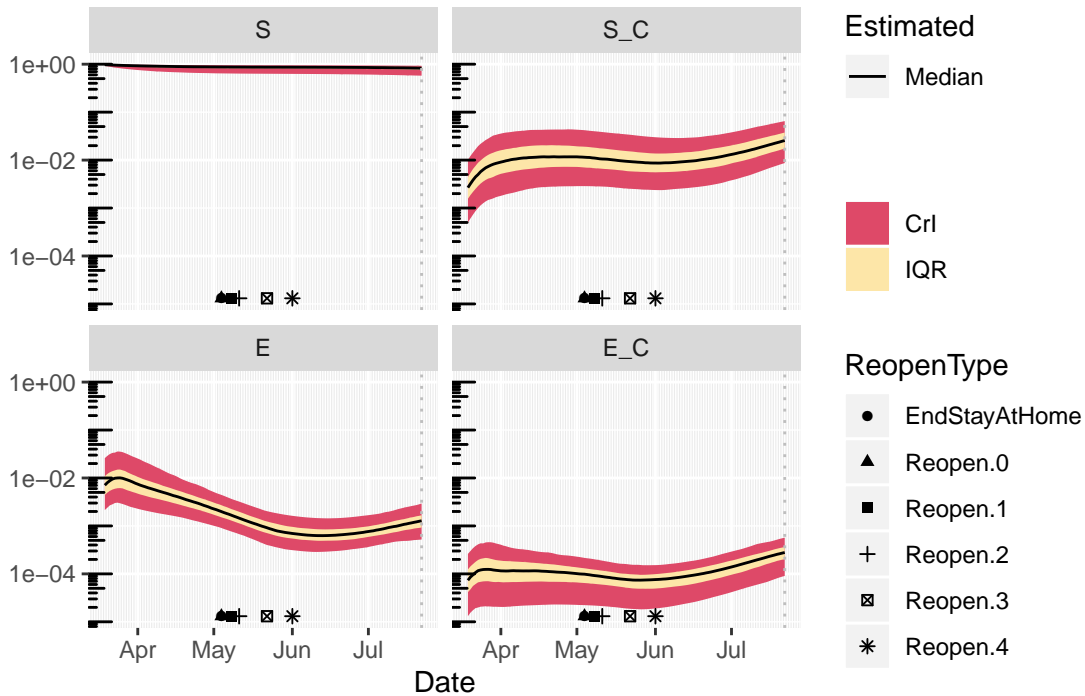 S
S_C
1e+00
1e−02
1e−04
E
E_C
1e+00
1e−02
1e−04
Apr
May
Jun
Jul
Apr
May
Jun
Jul
Date
Estimated
Median
CrI
IQR
ReopenType
EndStayAtHome
Reopen.0
Reopen.1
Reopen.2
Reopen.3
Reopen.4